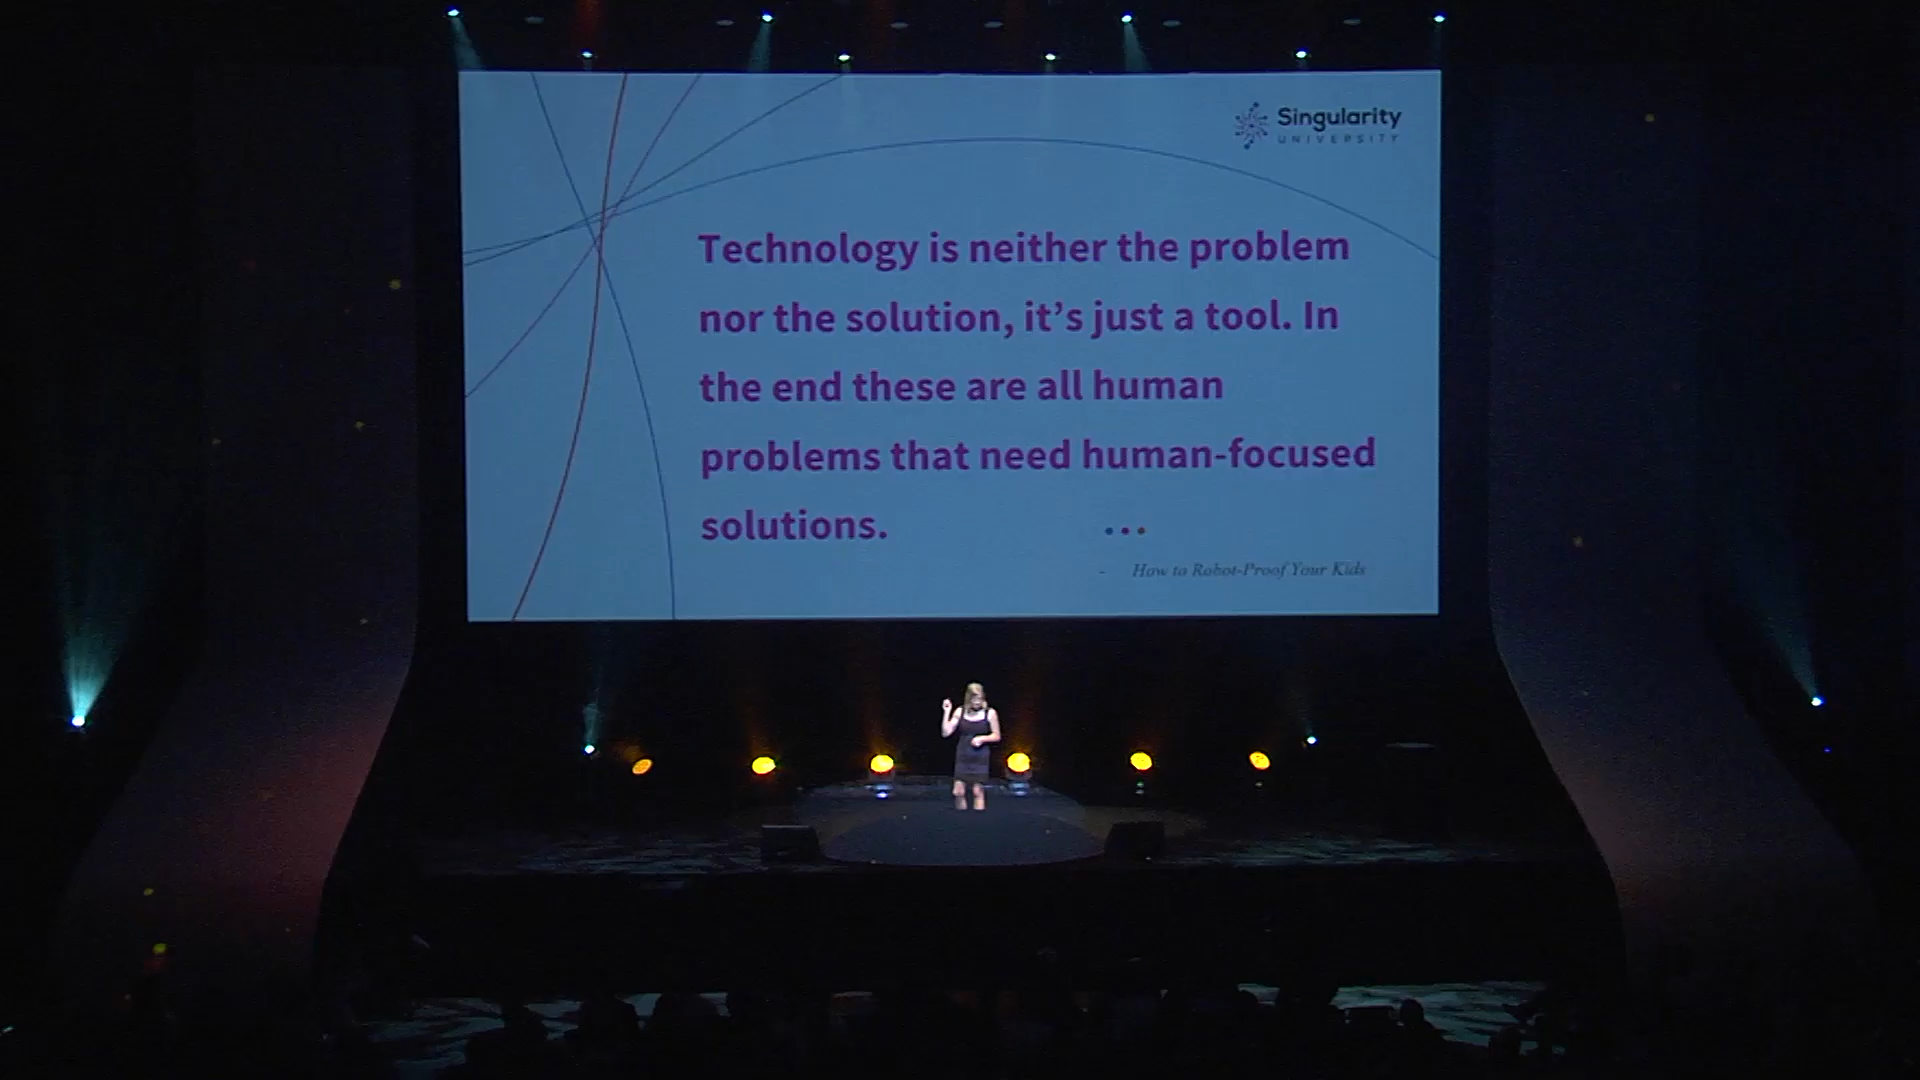 Singularity
UNIVERSITY
Technology is neither the problem
nor the solution, it's just a tool. In
the end these are all human
problems that need human-focused
solutions.
- How to Robot-Proof Your Kids